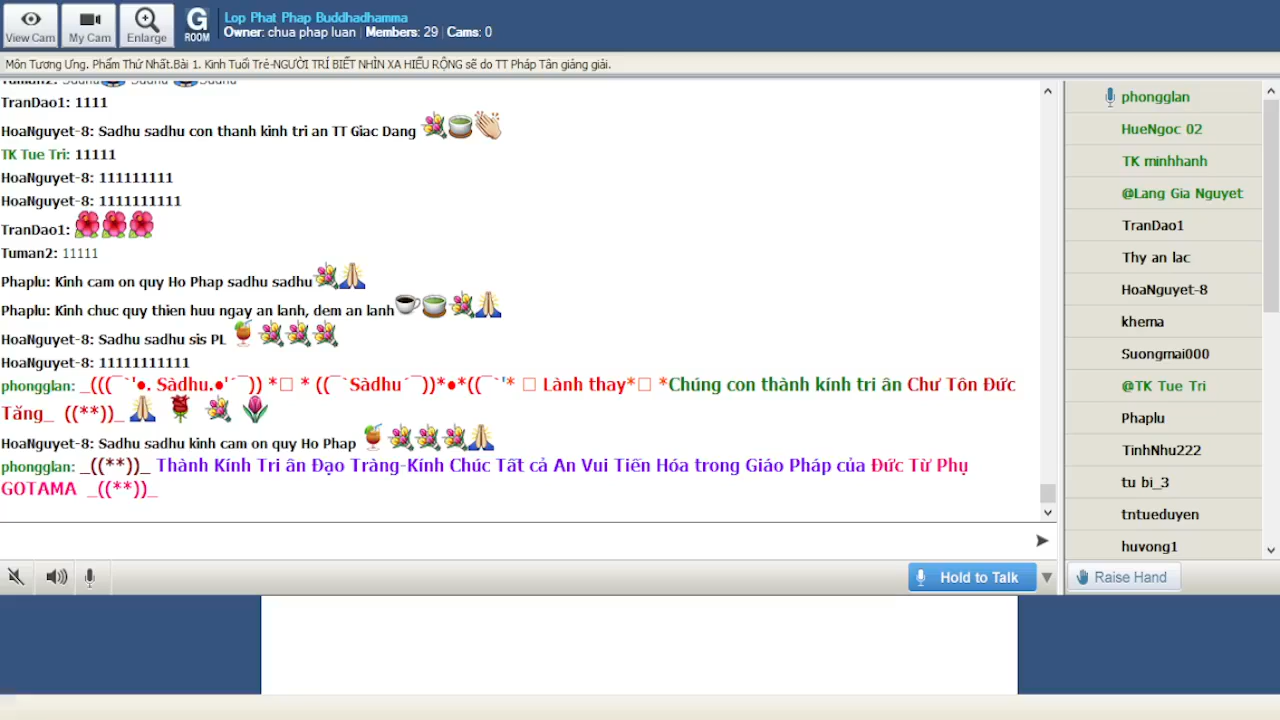 View Cam
My Cam
Enlarge
G
ROOM
Lop Phat Phap Buddhadhamma
Owner: chua phap luan Members: 29 Cams: 0
Môn Tương Ưng. Phẩm Thứ Nhất.Bài 1. Kinh Tuổi Trẻ-NGƯỜI TRÍ BIẾT NHÌN XA HIỂU RỘNG sẽ do TT Pháp Tân giảng giải.
Tuman2: Sadhu Sadhu Sadhu
TranDao1: 1111
HoaNguyet-8: Sadhu sadhu con thanh kinh tri an TT Giac Dang
TK Tue Tri: 11111
HoaNguyet-8: 111111111
HoaNguyet-8: 1111111111
TranDao1:
Tuman2: 11111
Phaplu: Kinh cam on quy Ho Phap sadhu sadhu
Phaplu: Kinh chuc quy thien huu ngay an lanh, dem an lanh
HoaNguyet-8: Sadhu sadhu sis PL
HoaNguyet-8: 11111111111
phongglan: _(((¯`'●. Sàdhu.●'´¯)) *□ * ((¯`Sàdhu´¯))*●*((¯`'* □ Lành thay*□ *Chúng con thành kính tri ân Chư Tôn Đức
Tăng_ ((**))_
HoaNguyet-8: Sadhu sadhu kinh cam on quy Ho Phap
phongglan: _((**))_ Thành Kính Tri ân Đạo Tràng-Kính Chúc Tất cả An Vui Tiến Hóa trong Giáo Pháp của Đức Từ Phụ
GOTAMA _((**))_
Hold to Talk
phongglan
HueNgoc 02
TK minhhanh
@Lang Gia Nguyet
TranDao1
Thy an lac
HoaNguyet-8
khema
Suongmai000
@TK Tue Tri
Phaplu
TinhNhu222
tu bi_3
tntueduyen
huvong1
Raise Hand